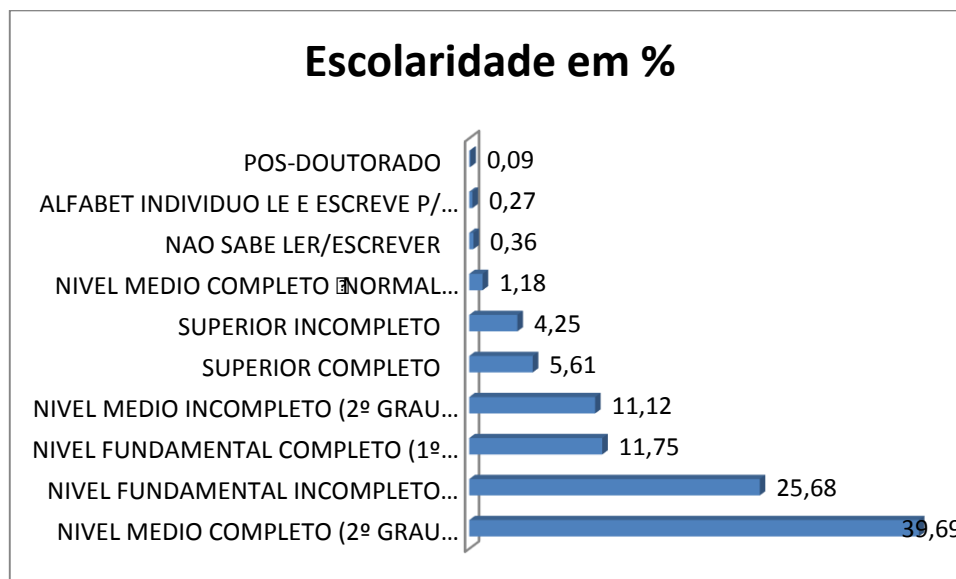 Escolaridade em %
POS-DOUTORADO 0,09
ALFABET INDIVIDUO LE E ESCREVE P/... 0,27
NAO SABE LER/ESCREVER 0,36
NIVEL MEDIO COMPLETO NORMAL... 1,18
SUPERIOR INCOMPLETO 4,25
SUPERIOR COMPLETO 5,61
NIVEL MEDIO INCOMPLETO (2º GRAU... 11,12
NIVEL FUNDAMENTAL COMPLETO (1º... 11,75
NIVEL FUNDAMENTAL INCOMPLETO... 25,68
NIVEL MEDIO COMPLETO (2º GRAU... 39,69